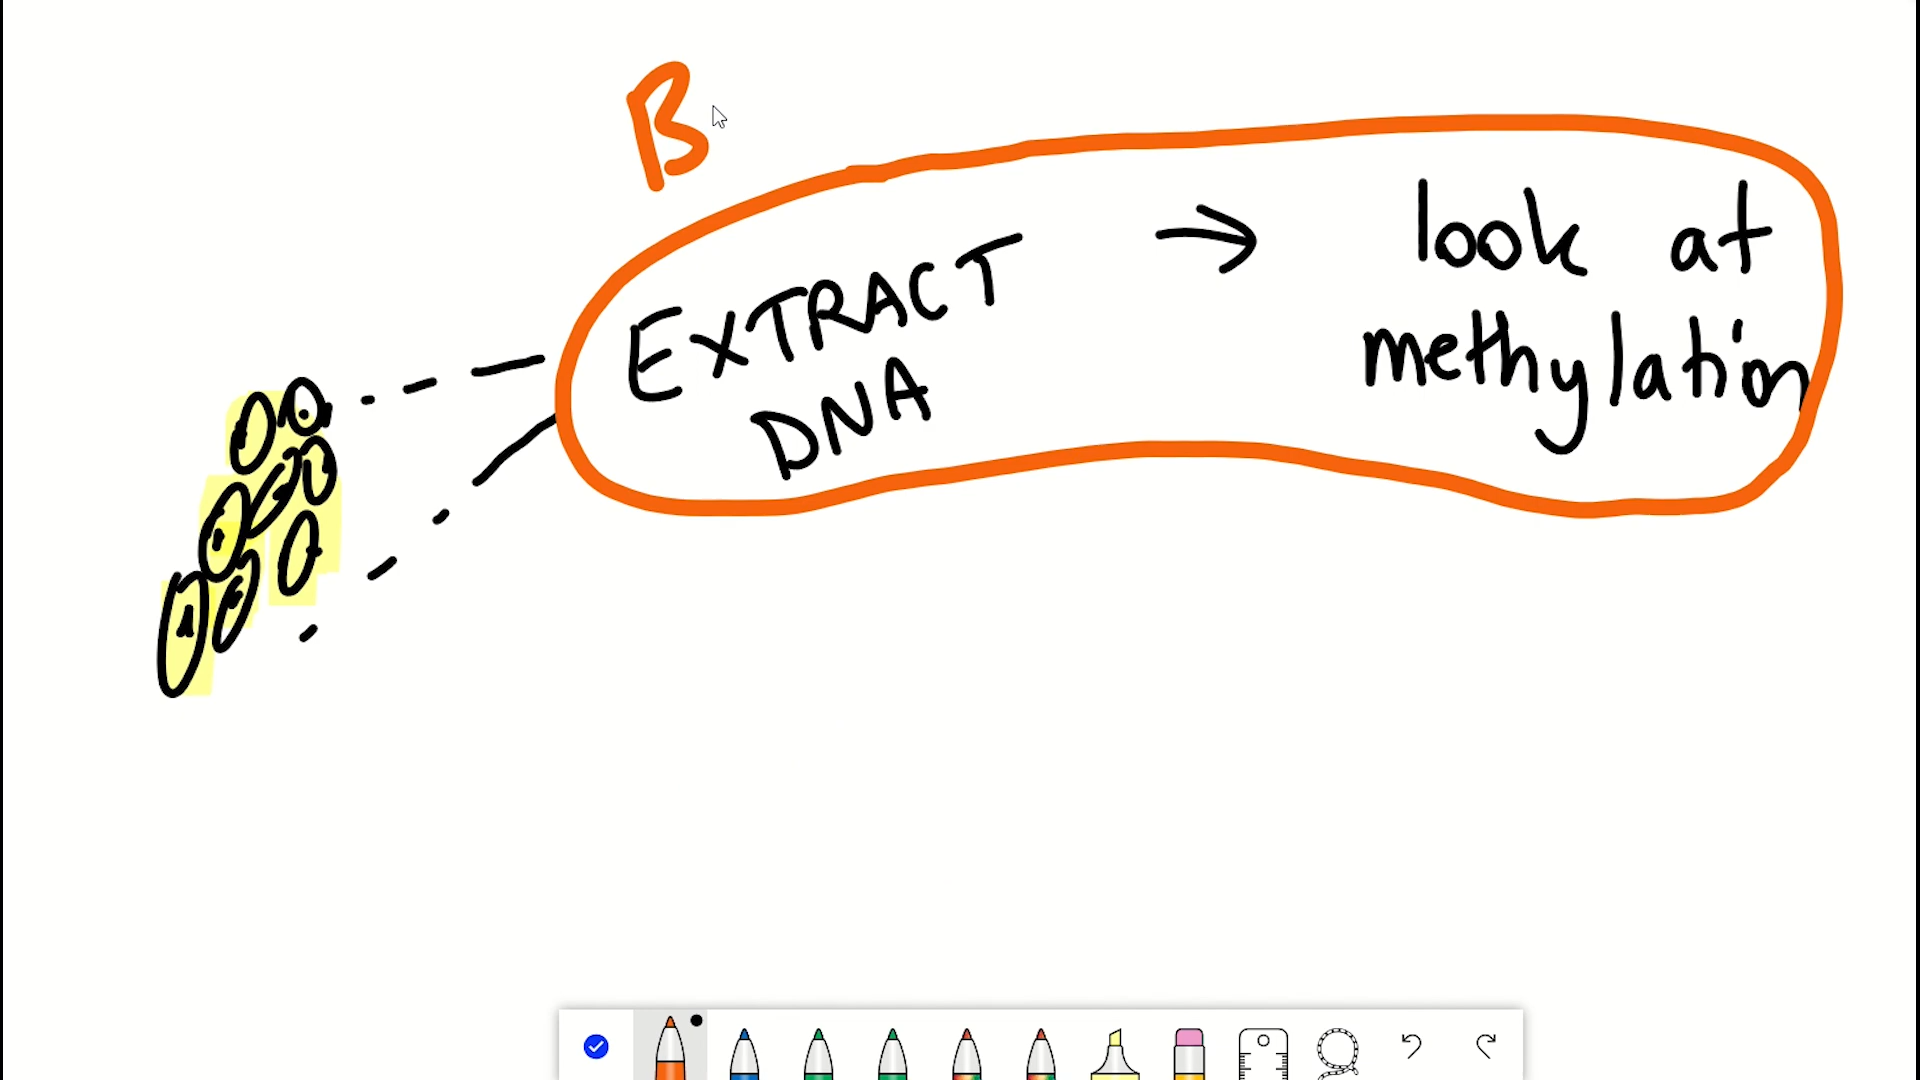 B
EXTRACT → look at
DNA methylation